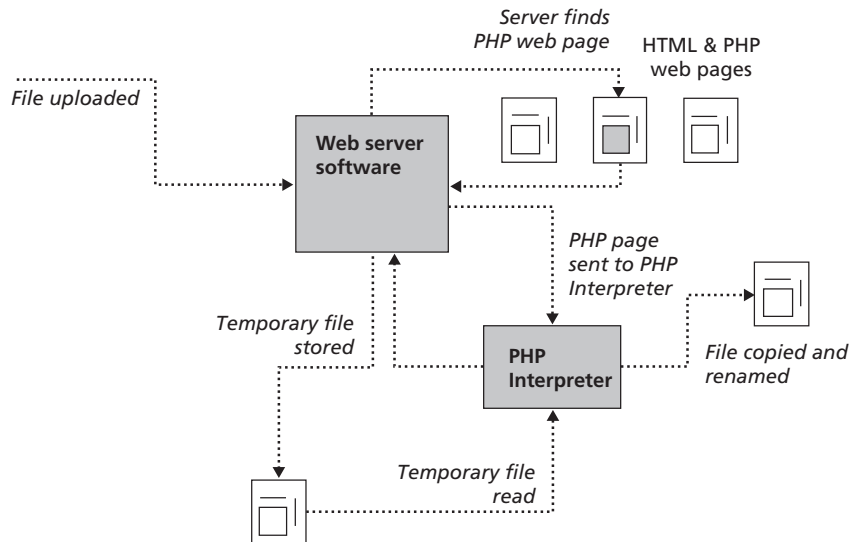 Server finds
PHP web page
HTML & PHP
web pages
File uploaded
Web server
software
PHP page
sent to PHP
Interpreter
Temporary file
stored
PHP
Interpreter
File copied and
renamed
Temporary file
read